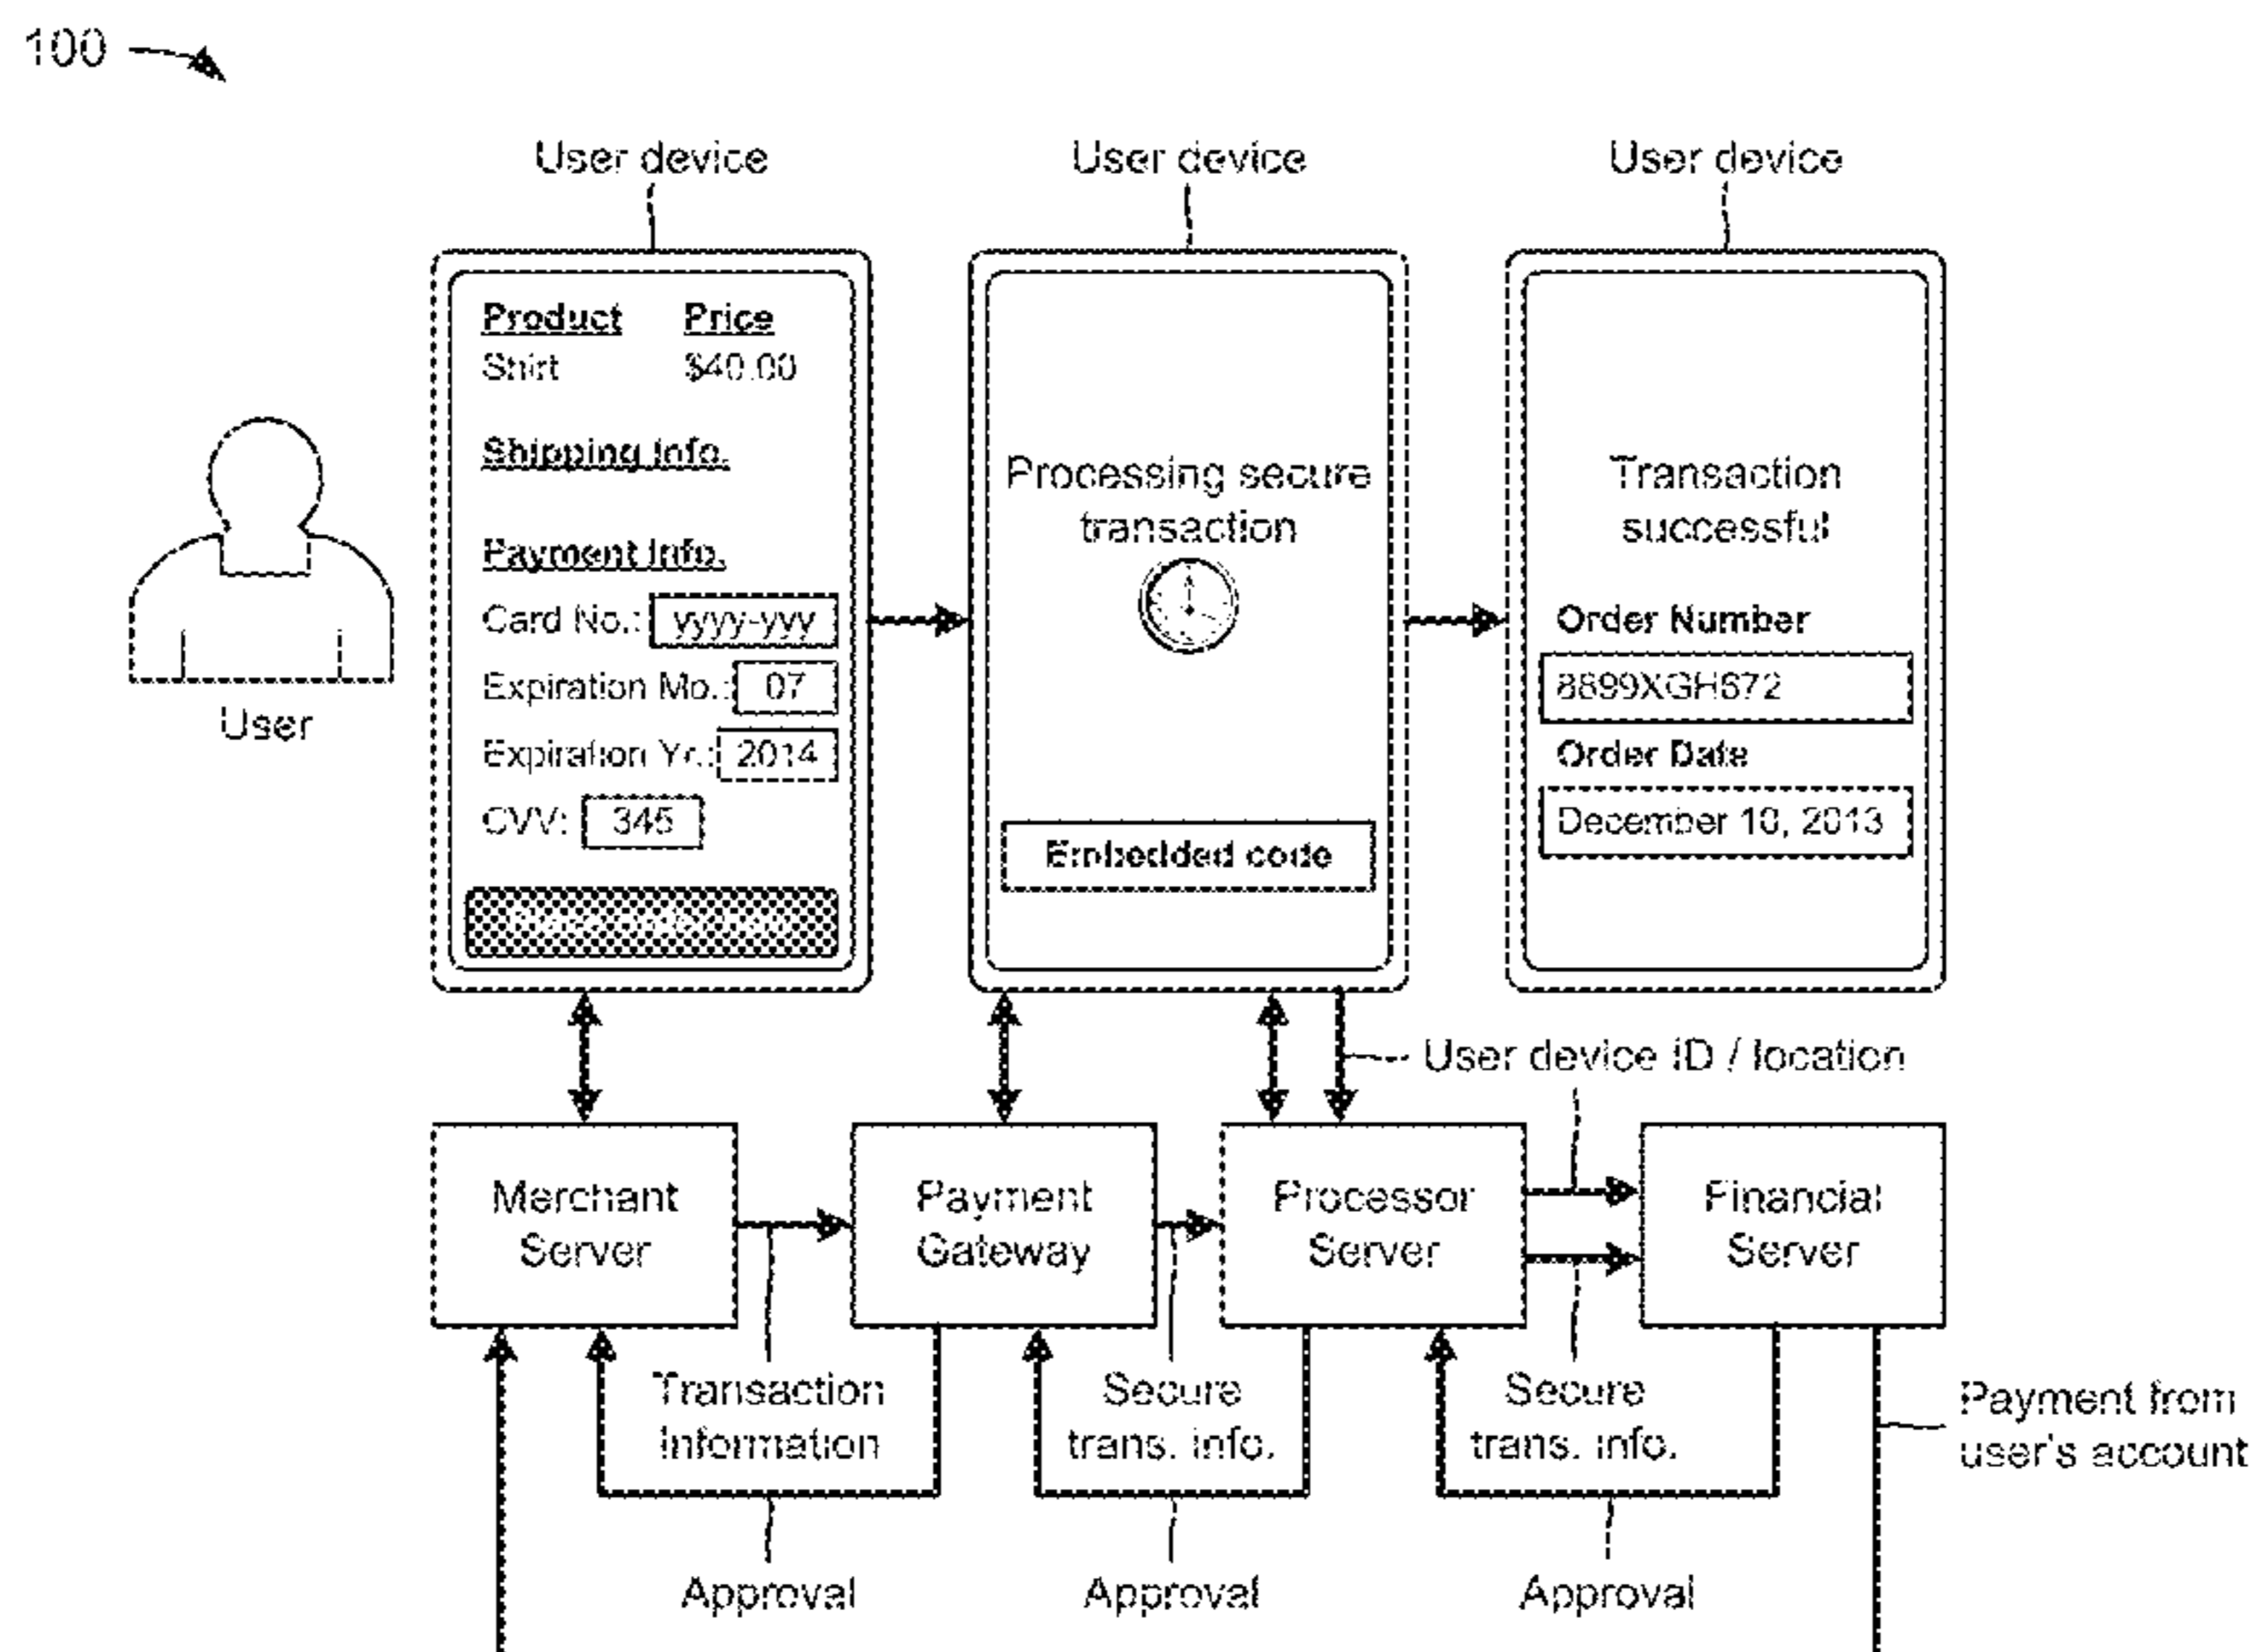 100
User device
User device
User device
Product Price
Shirt $40.00
Shipping Info.
Payment Info.
Card No.: yyyy-yyy
Expiration Mo.: 07
Expiration Yr.: 2014
CVV: 345
Place order now
Processing secure
transaction
Embedded code
Transaction
successful
Order Number
8899XGH672
Order Date
December 10, 2013
User
User device ID / location
Merchant
Server
Payment
Gateway
Processor
Server
Financial
Server
Transaction
Information
Secure
trans. info.
Secure
trans. info.
Payment from
user's account
Approval
Approval
Approval